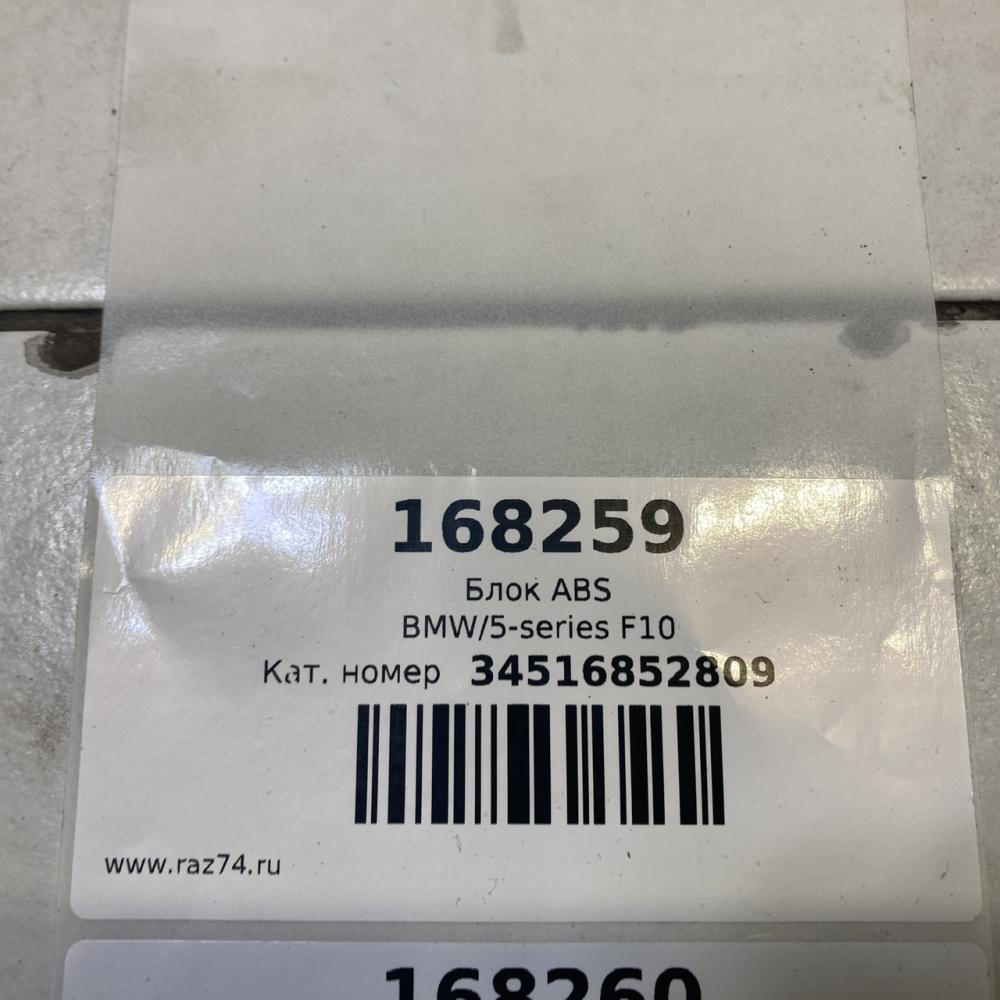 168259
Блок ABS
BMW/5-series F10
Кат. номер 34516852809
www.raz74.ru
168260